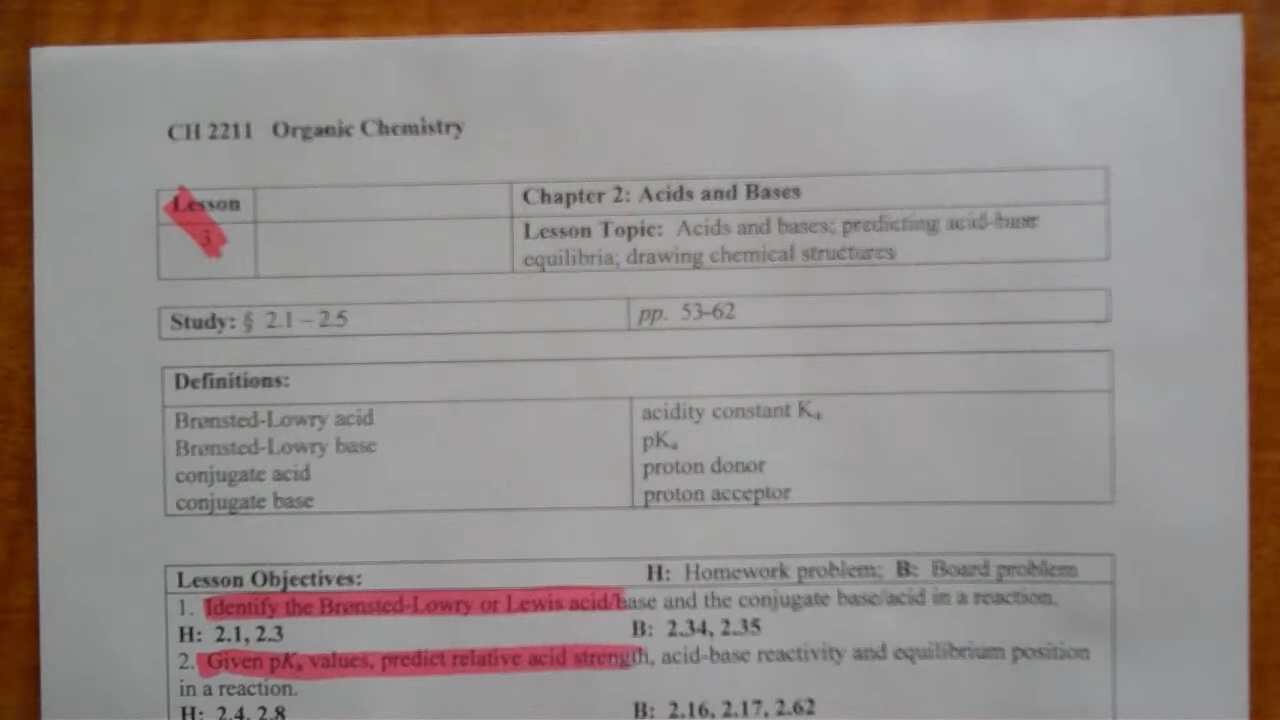 CH 2211 Organic Chemistry
Lesson
3
Chapter 2: Acids and Bases
Lesson Topic: Acids and bases; predicting acid-base
equilibria; drawing chemical structures
Study: § 2.1 – 2.5
pp. 53-62
Definitions:
Brønsted-Lowry acid
Brønsted-Lowry base
conjugate acid
conjugate base
acidity constant Kₐ
pKₐ
proton donor
proton acceptor
Lesson Objectives: H: Homework problem; B: Board problem
1. Identify the Brønsted-Lowry or Lewis acid/base and the conjugate base/acid in a reaction.
H: 2.1, 2.3 B: 2.34, 2.35
2. Given pKₐ values, predict relative acid strength, acid-base reactivity and equilibrium position
in a reaction.
H: 2.4, 2.8 B: 2.16, 2.17, 2.62